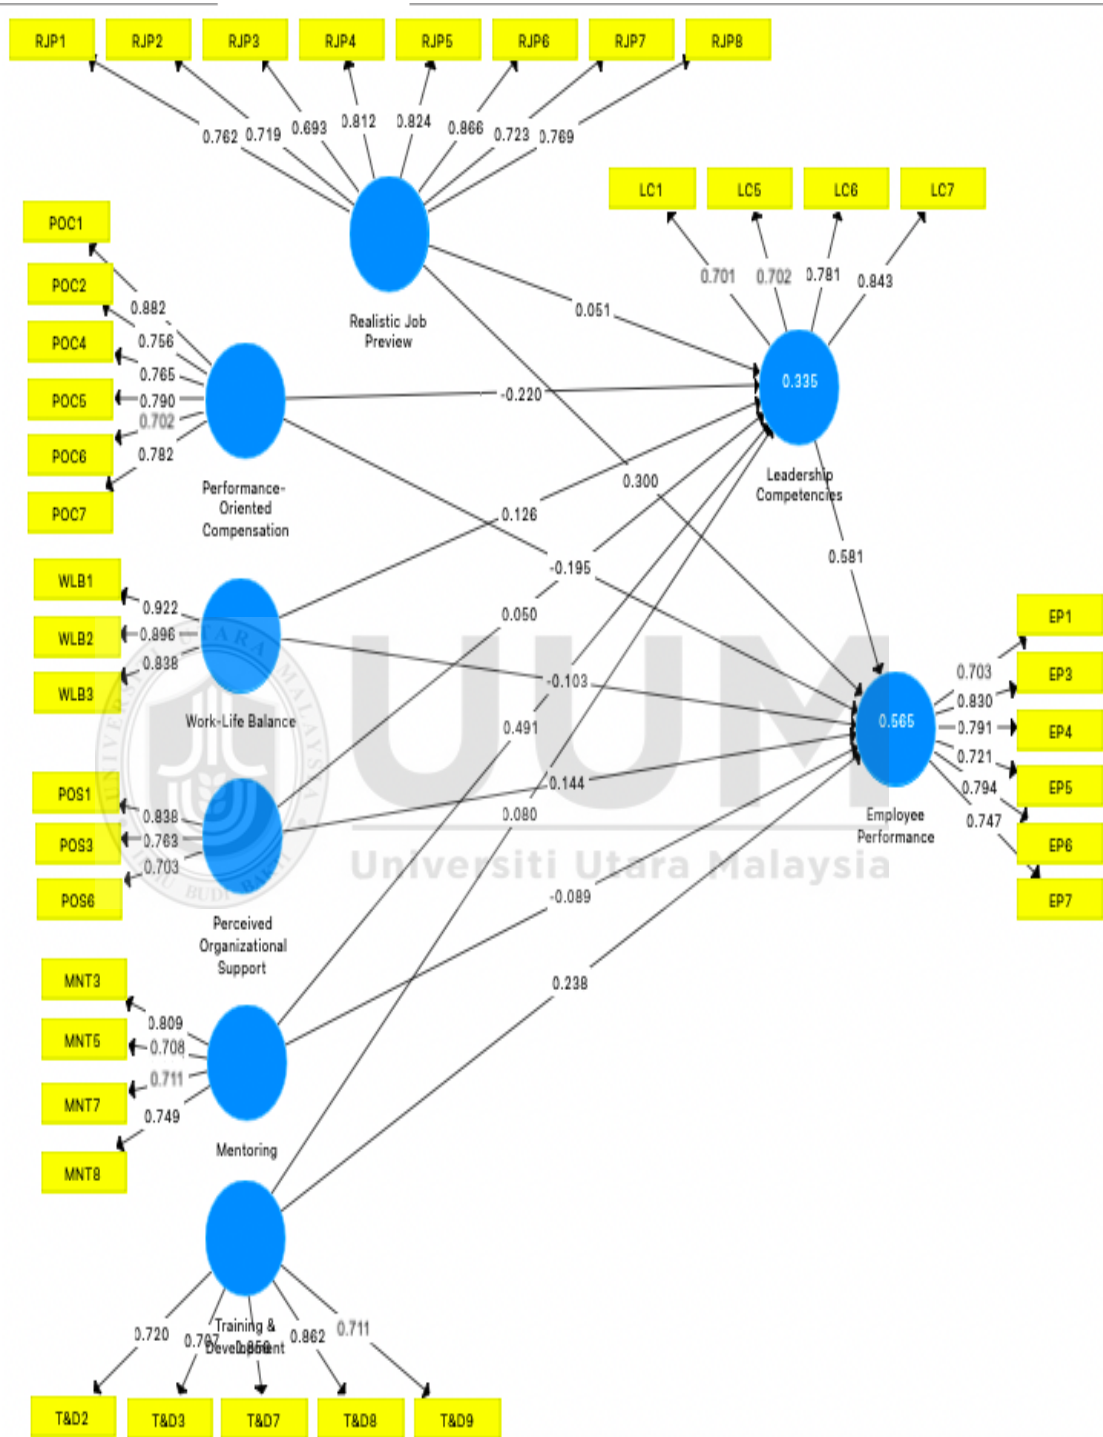 RJP1 RJP2 RJP3 RJP4 RJP5 RJP6 RJP7 RJP8
0.762 0.719 0.693 0.812 0.824 0.866 0.723 0.769
LC1 LC5 LC6 LC7
0.701 0.702 0.781 0.843
Realistic Job
Preview
0.051
0.300
POC1
POC2
POC4
POC5
POC6
POC7
0.882
0.756
0.765
0.790
0.702
0.782
Performance-
Oriented
Compensation
-0.220
-0.195
0.335
Leadership
Competencies
0.581
WLB1
WLB2
WLB3
0.922
0.896
0.838
Work-Life Balance
0.126
-0.103
POS1
POS3
POS6
0.838
0.763
0.703
Perceived
Organizational
Support
0.050
0.144
MNT3
MNT5
MNT7
MNT8
0.809
0.708
0.711
0.749
Mentoring
0.491
-0.089
0.080
0.238
0.565
Employee
Performance
0.703
0.830
0.791
0.721
0.794
0.747
EP1
EP3
EP4
EP5
EP6
EP7
Training &
Development
0.720 0.862 0.711
T&D2 T&D3 T&D7 T&D8 T&D9
UUM
Universiti Utara Malaysia
UNIVERSITI UTARA MALAYSIA
ILMU BUDI BAKTI